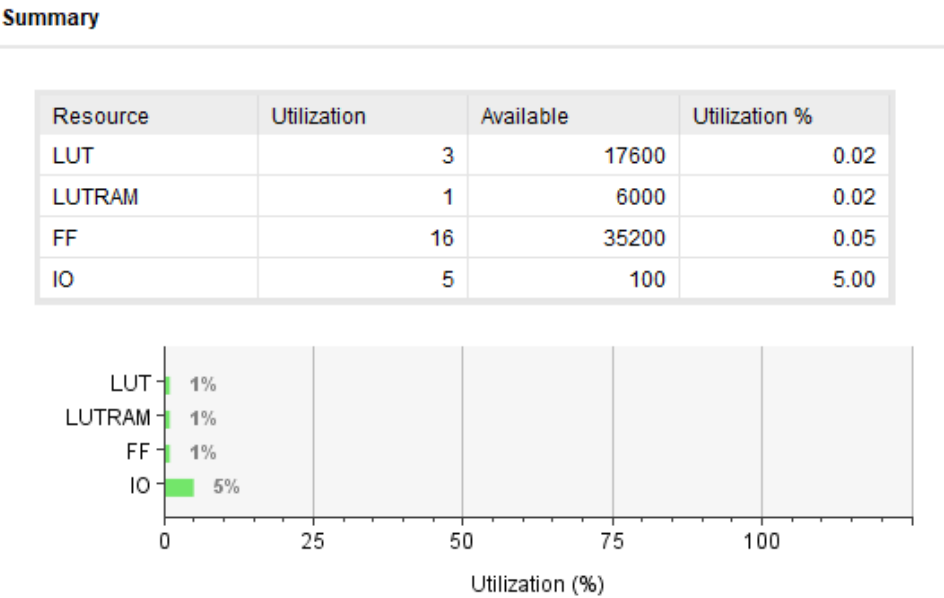 Summary
Resource Utilization Available Utilization %
LUT 3 17600 0.02
LUTRAM 1 6000 0.02
FF 16 35200 0.05
IO 5 100 5.00
LUT 1%
LUTRAM 1%
FF 1%
IO 5%
0 25 50 75 100
Utilization (%)